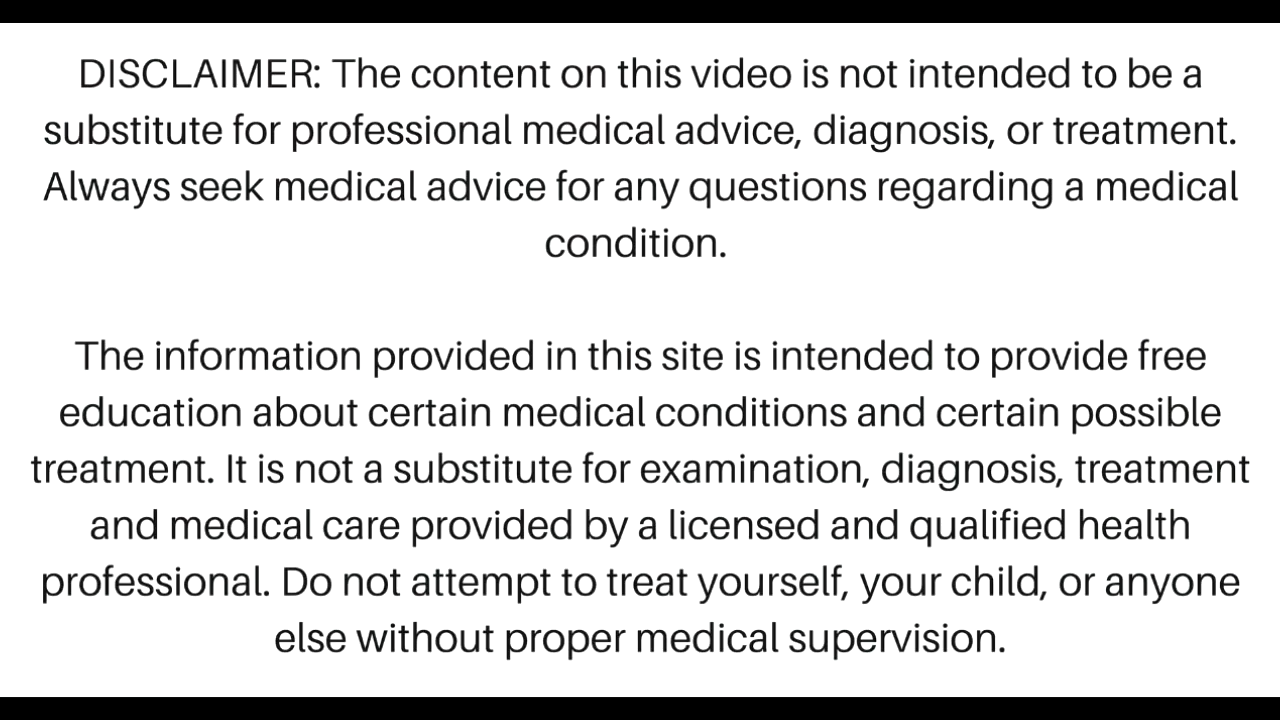 DISCLAIMER: The content on this video is not intended to be a
substitute for professional medical advice, diagnosis, or treatment.
Always seek medical advice for any questions regarding a medical
condition.
The information provided in this site is intended to provide free
education about certain medical conditions and certain possible
treatment. It is not a substitute for examination, diagnosis, treatment
and medical care provided by a licensed and qualified health
professional. Do not attempt to treat yourself, your child, or anyone
else without proper medical supervision.